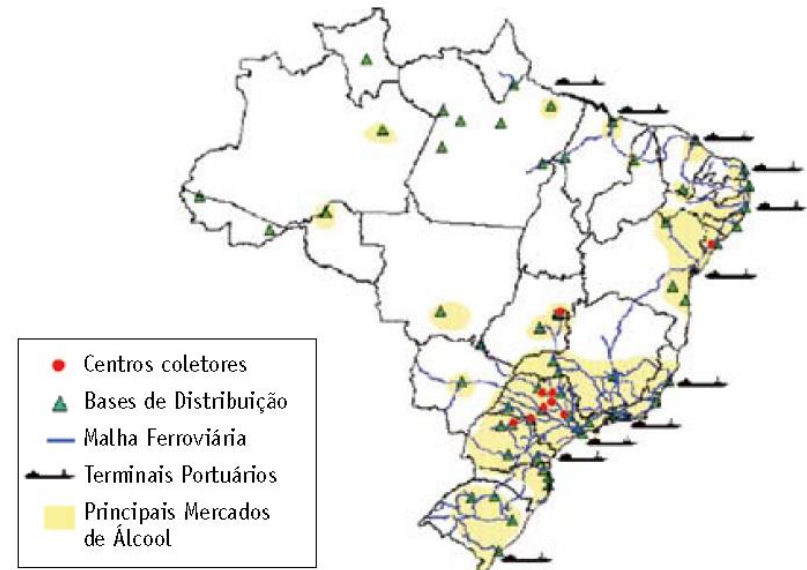 Centros coletores
Bases de Distribuição
Malha Ferroviária
Terminais Portuários
Principais Mercados
de Álcool